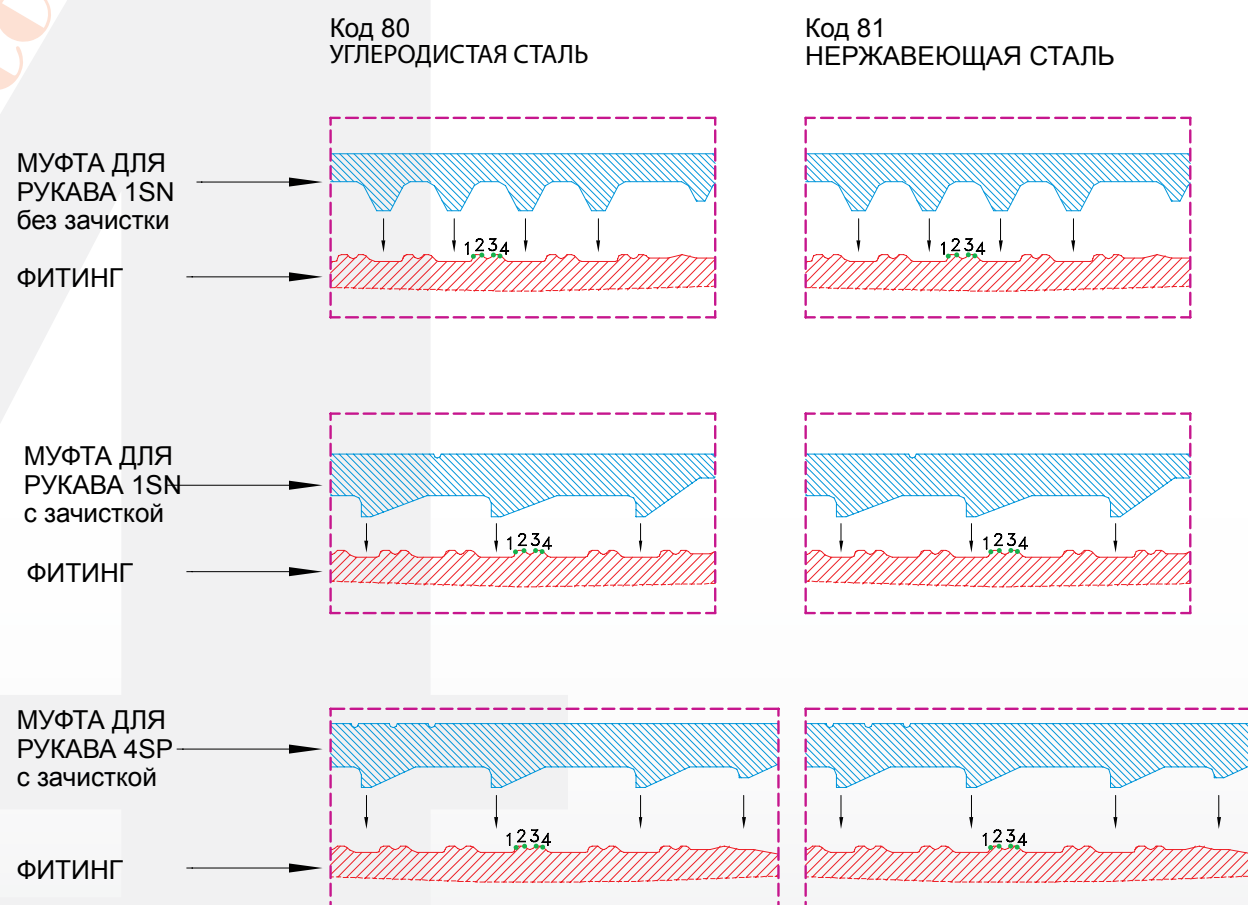 Код 80
УГЛЕРОДИСТАЯ СТАЛЬ
Код 81
НЕРЖАВЕЮЩАЯ СТАЛЬ
МУФТА ДЛЯ
РУКАВА 1SN
без зачистки
1234
1234
ФИТИНГ
МУФТА ДЛЯ
РУКАВА 1SN
с зачисткой
1234
1234
ФИТИНГ
МУФТА ДЛЯ
РУКАВА 4SP
с зачисткой
1234
1234
ФИТИНГ